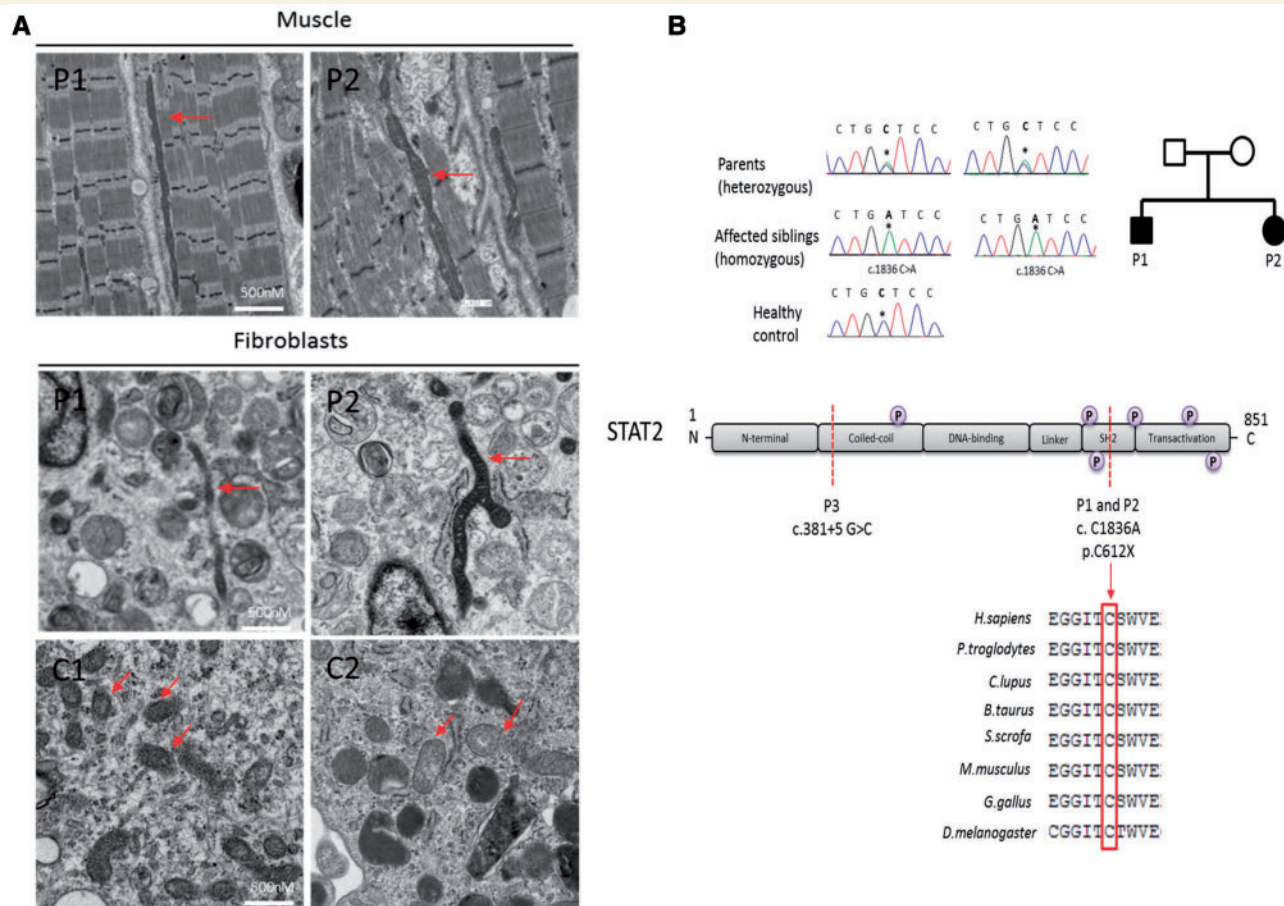 A
Muscle
P1
P2
500nM
Fibroblasts
P1
P2
500nM
C1
C2
500nM
B
C T G C T C C
C T G C T C C
*
*
Parents
(heterozygous)
C T G A T C C
C T G A T C C
*
*
Affected siblings
(homozygous)
c.1836 C>A
c.1836 C>A
C T G C T C C
*
Healthy
control
P1
P2
STAT2
1
N
N-terminal
Coiled-coil
DNA-binding
Linker
SH2
Transactivation
P
P
P
P
P
P
851
C
P3
c.381+5 G>C
P1 and P2
c. C1836A
p.C612X
H.sapiens EGGITCSWVE
P.troglodytes EGGITCSWVE
C.lupus EGGITCSWVE
B.taurus EGGITCSWVE
S.scrofa EGGITCSWVE
M.musculus EGGITCSWVE
G.gallus EGGITCSWVE
D.melanogaster CGGITCTWVE